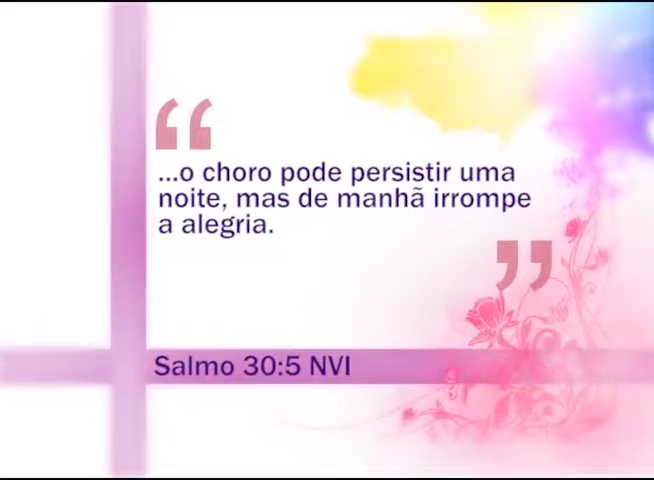 “
...o choro pode persistir uma
noite, mas de manhã irrompe
a alegria.
”
Salmo 30:5 NVI